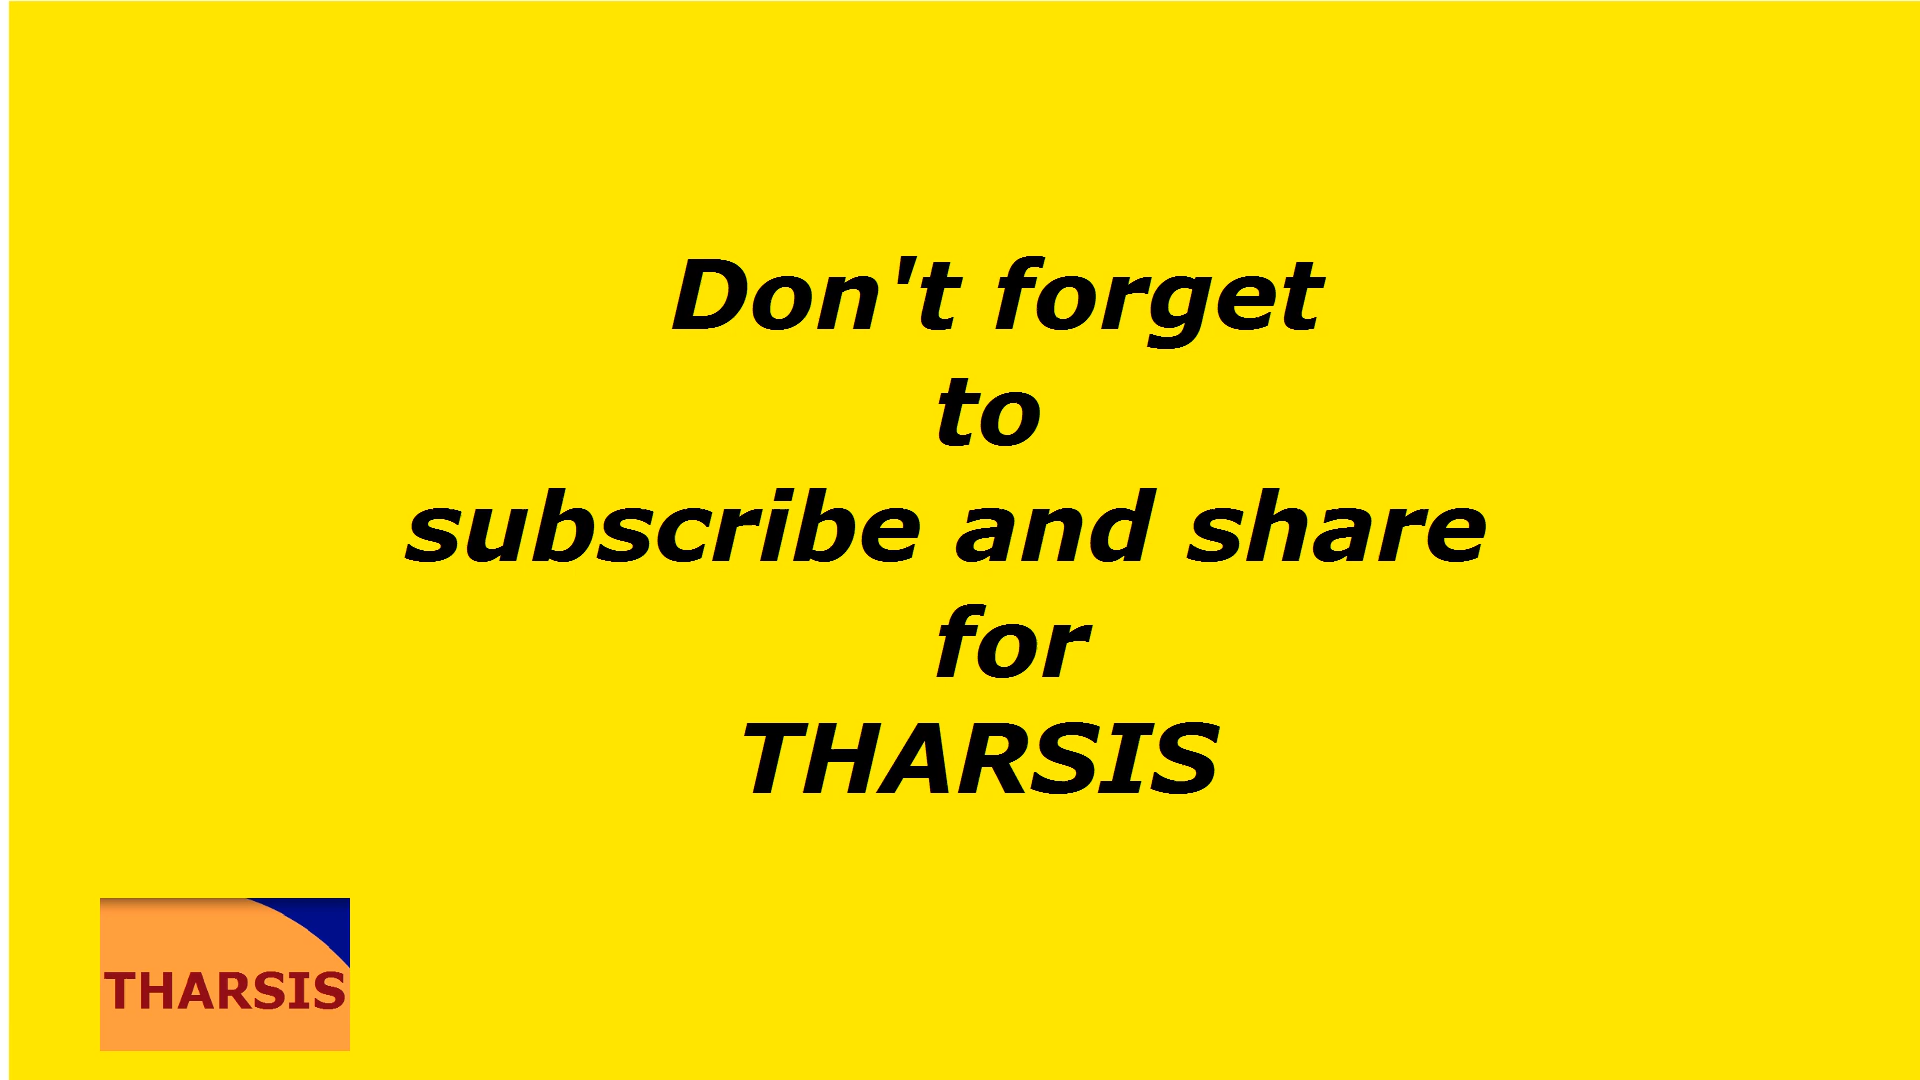 Don't forget
to
subscribe and share
for
THARSIS
THARSIS